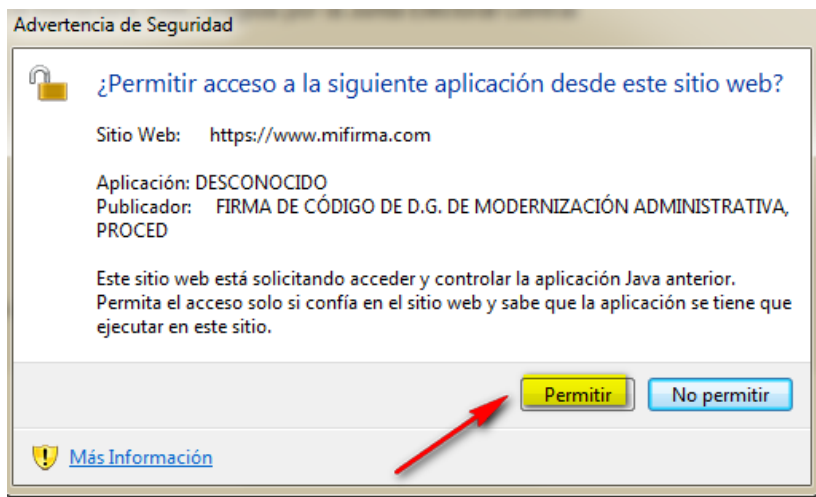 Advertencia de Seguridad
¿Permitir acceso a la siguiente aplicación desde este sitio web?
Sitio Web: https://www.mifirma.com
Aplicación: DESCONOCIDO
Publicador: FIRMA DE CÓDIGO DE D.G. DE MODERNIZACIÓN ADMINISTRATIVA,
PROCED
Este sitio web está solicitando acceder y controlar la aplicación Java anterior.
Permita el acceso solo si confía en el sitio web y sabe que la aplicación se tiene que
ejecutar en este sitio.
Permitir No permitir
Más Información